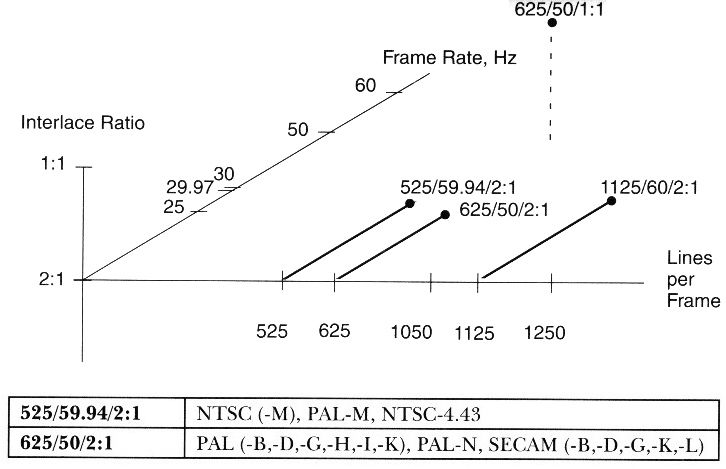 625/50/1:1
Frame Rate, Hz
60
Interlace Ratio
50
1:1
30
29.97
25
525/59.94/2:1
1125/60/2:1
625/50/2:1
2:1
Lines
per
Frame
525 625 1050 1125 1250
525/59.94/2:1 NTSC (-M), PAL-M, NTSC-4.43
625/50/2:1 PAL (-B,-D,-G,-H,-I,-K), PAL-N, SECAM (-B,-D,-G,-K,-L)